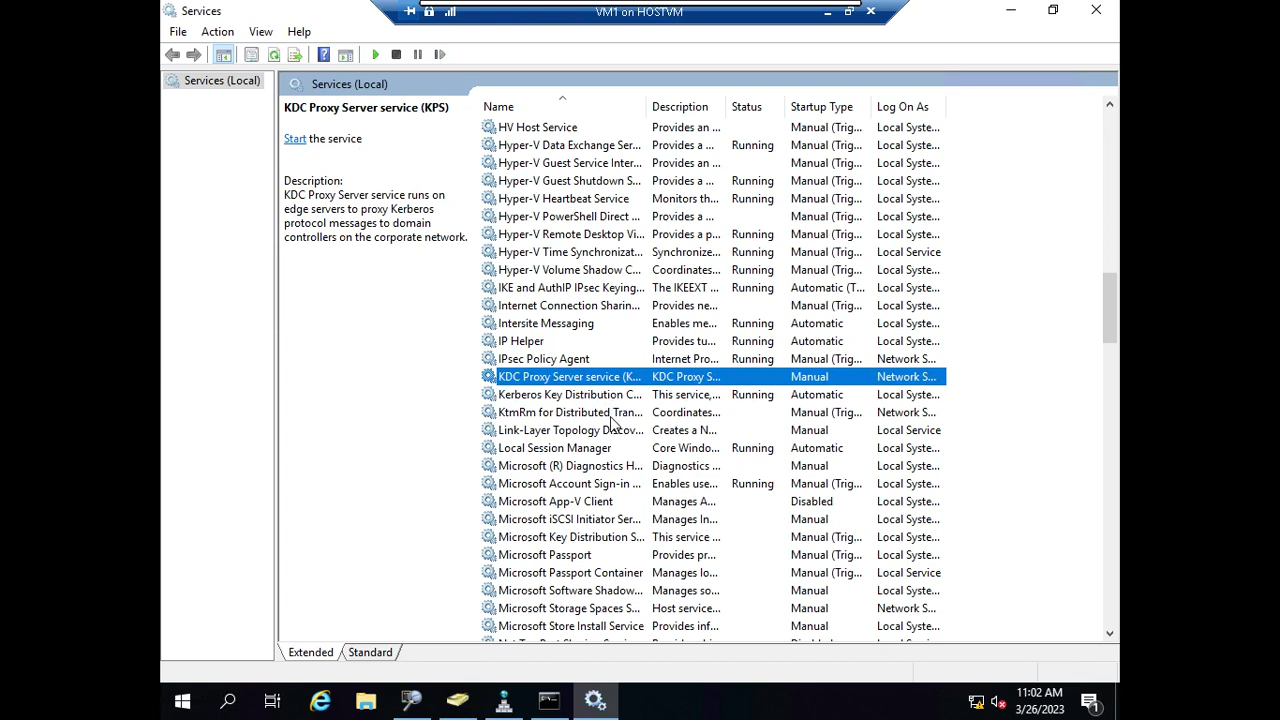 Services
VM1 on HOSTVM
File Action View Help
Services (Local)
Services (Local)
KDC Proxy Server service (KPS)
Start the service
Description:
KDC Proxy Server service runs on
edge servers to proxy Kerberos
protocol messages to domain
controllers on the corporate network.
Name Description Status Startup Type Log On As
HV Host Service Provides an ... Manual (Trig... Local Syste...
Hyper-V Data Exchange Ser... Provides a ... Running Manual (Trig... Local Syste...
Hyper-V Guest Service Inter... Provides an ... Manual (Trig... Local Syste...
Hyper-V Guest Shutdown S... Provides a ... Running Manual (Trig... Local Syste...
Hyper-V Heartbeat Service Monitors th... Running Manual (Trig... Local Syste...
Hyper-V PowerShell Direct ... Provides a ... Manual (Trig... Local Syste...
Hyper-V Remote Desktop Vi... Provides a p... Running Manual (Trig... Local Syste...
Hyper-V Time Synchronizat... Synchronize... Running Manual (Trig... Local Service
Hyper-V Volume Shadow C... Coordinates... Running Manual (Trig... Local Syste...
IKE and AuthIP IPsec Keying... The IKEEXT ... Running Automatic (T... Local Syste...
Internet Connection Sharin... Provides ne... Manual (Trig... Local Syste...
Intersite Messaging Enables me... Running Automatic Local Syste...
IP Helper Provides tu... Running Automatic Local Syste...
IPsec Policy Agent Internet Pro... Running Manual (Trig... Network S...
KDC Proxy Server service (K... KDC Proxy S... Manual Network S...
Kerberos Key Distribution C... This service,... Running Automatic Local Syste...
KtmRm for Distributed Tran... Coordinates... Manual (Trig... Network S...
Link-Layer Topology Discov... Creates a N... Manual Local Service
Local Session Manager Core Windo... Running Automatic Local Syste...
Microsoft (R) Diagnostics H... Diagnostics ... Manual Local Syste...
Microsoft Account Sign-in ... Enables use... Running Manual (Trig... Local Syste...
Microsoft App-V Client Manages A... Disabled Local Syste...
Microsoft iSCSI Initiator Ser... Manages In... Manual Local Syste...
Microsoft Key Distribution S... This service ... Manual (Trig... Local Syste...
Microsoft Passport Provides pr... Manual (Trig... Local Syste...
Microsoft Passport Container Manages lo... Manual (Trig... Local Service
Microsoft Software Shadow... Manages so... Manual Local Syste...
Microsoft Storage Spaces S... Host service... Manual Network S...
Microsoft Store Install Service Provides inf... Manual Local Syste...
Extended Standard
11:02 AM
3/26/2023
1